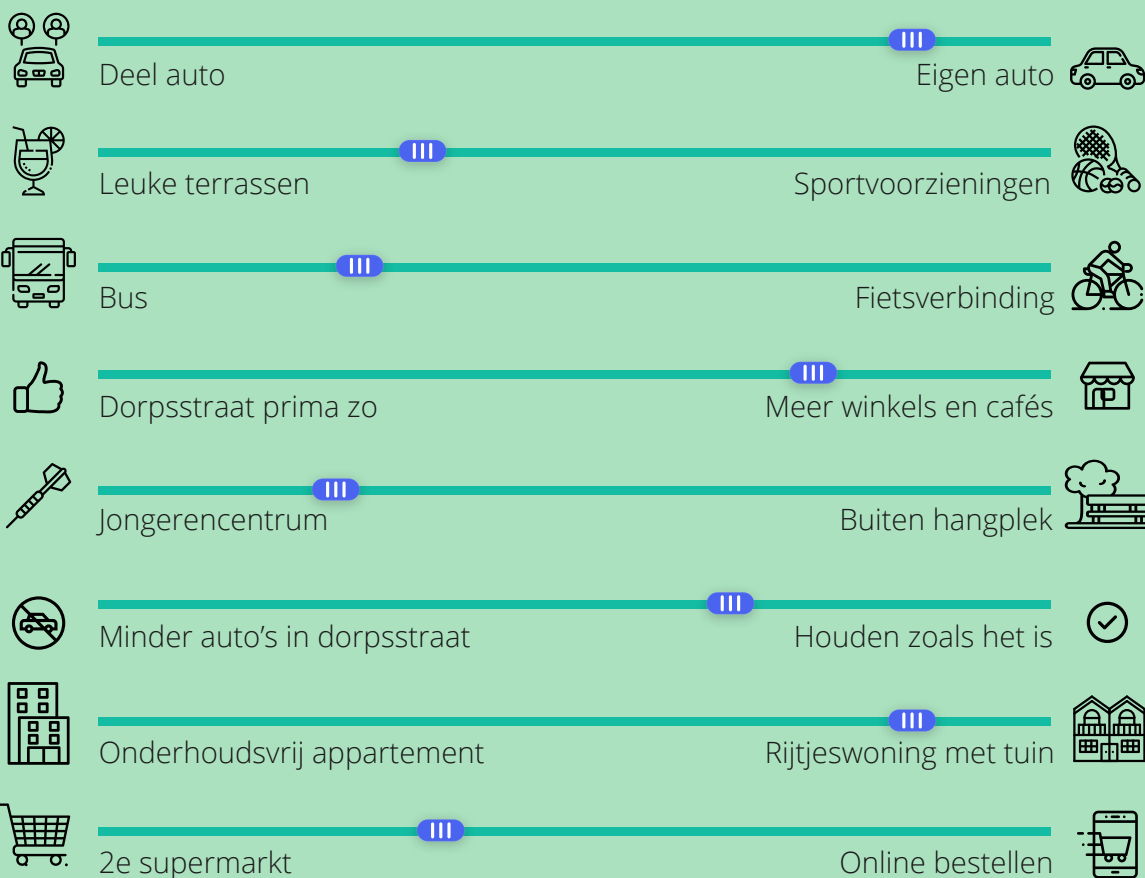 Deel auto
Eigen auto
Leuke terrassen
Sportvoorzieningen
Bus
Fietsverbinding
Dorpsstraat prima zo
Meer winkels en cafés
Jongerencentrum
Buiten hangplek
Minder auto's in dorpsstraat
Houden zoals het is
Onderhoudsvrij appartement
Rijtjeswoning met tuin
2e supermarkt
Online bestellen